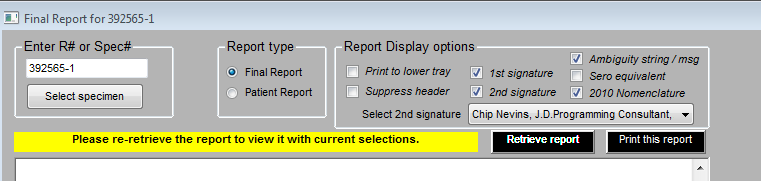 Final Report for 392565-1
Enter R# or Spec#
392565-1
Select specimen
Report type
Final Report
Patient Report
Report Display options
Print to lower tray
Suppress header
1st signature
2nd signature
Ambiguity string / msg
Sero equivalent
2010 Nomenclature
Select 2nd signature
Chip Nevins, J.D.Programming Consultant,
Please re-retrieve the report to view it with current selections.
Retrieve report
Print this report